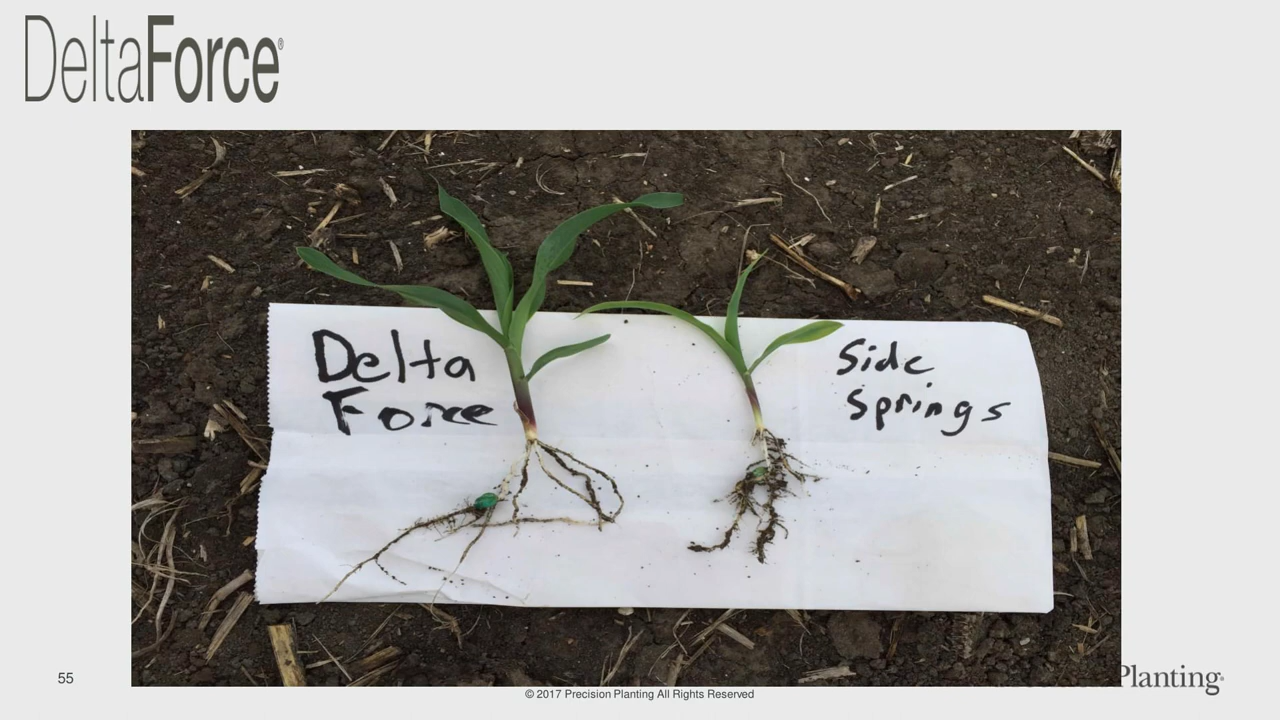 DeltaForce®
Delta
Force
Side
Springs
55
Planting®
© 2017 Precision Planting All Rights Reserved